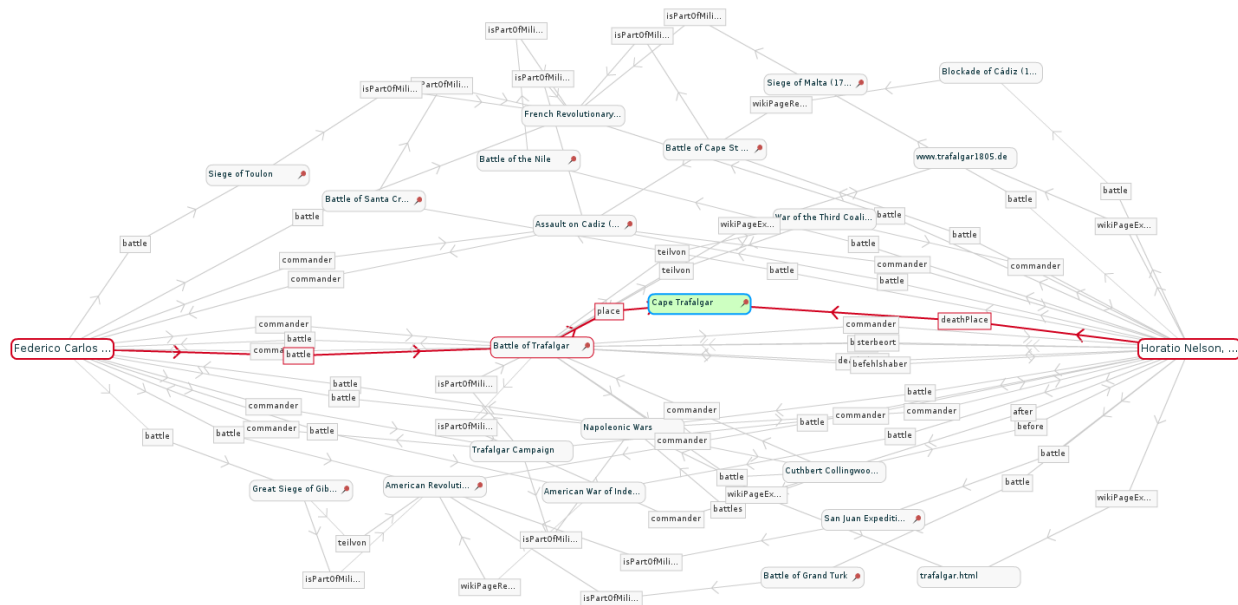 isPartOfMili...
isPartOfMili...
isPartOfMili...
Blockade of Cádiz (1...
isPartOfMili...
Siege of Malta (17...
isPartOfMili...
isPartOfMili...
wikiPageRe...
French Revolutionary...
Battle of Cape St ...
Battle of the Nile
www.trafalgar1805.de
Siege of Toulon
battle
Battle of Santa Cr...
battle
battle
battle
War of the Third Coali...
Assault on Cadiz (...
wikiPageEx...
wikiPageEx...
battle
battle
battle
teilvon
commander
commander
commander
teilvon
battle
commander
battle
Cape Trafalgar
place
deathPlace
commander
commander
battle
sterbeort
Battle of Trafalgar
Federico Carlos ...
Horatio Nelson, ...
battle
befehlshaber
isPartOfMili...
battle
battle
battle
commander
commander
commander
commander
after
battle
before
isPartOfMili...
Napoleonic Wars
commander
battle
battle
battle
battle
commander
Trafalgar Campaign
battle
Cuthbert Collingwoo...
battle
battle
Great Siege of Gib...
American Revoluti...
American War of Inde...
wikiPageEx...
wikiPageEx...
battles
commander
San Juan Expediti...
teilvon
isPartOfMili...
isPartOfMili...
isPartOfMili...
wikiPageRe...
Battle of Grand Turk
trafalgar.html
isPartOfMili...